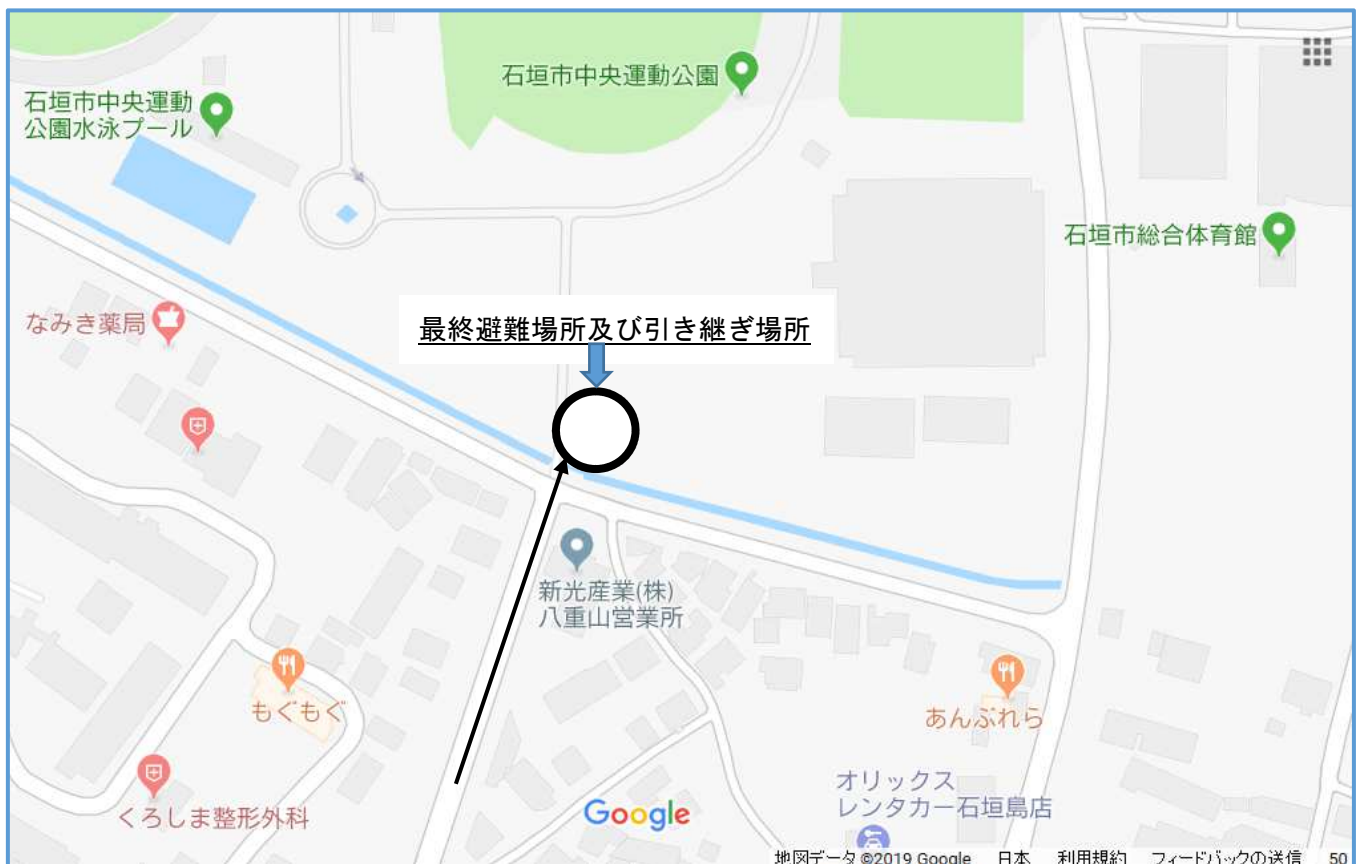 石垣市中央運動公園
石垣市中央運動
公園水泳プール
石垣市総合体育館
なみき薬局
最終避難場所及び引き継ぎ場所
新光産業(株)
八重山営業所
もぐもぐ
あんぶれら
くろしま整形外科
オリックス
レンタカー石垣島店
Google
地図データ ©2019 Google 日本 利用規約 フィードバックの送信 50